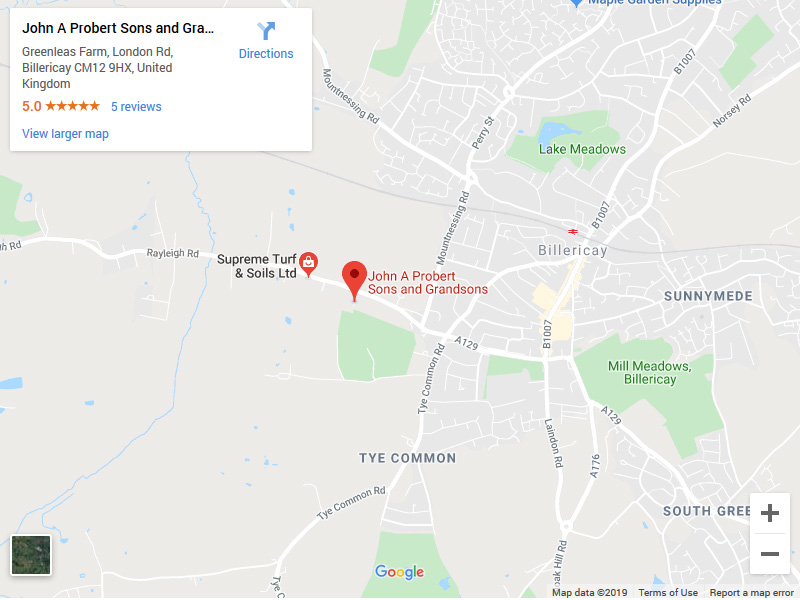 John A Probert Sons and Gra...
Greenleas Farm, London Rd,
Billericay CM12 9HX, United
Kingdom
5.0
5 reviews
View larger map
Directions
Maple Garden Supplies
B1007
Norsey Rd
Mountnessing Rd
Perry St
Lake Meadows
Mountnessing Rd
B1007
Billericay
Rayleigh Rd
Supreme Turf
& Soils Ltd
John A Probert
Sons and Grandsons
SUNNYMEDE
B1007
A129
Tye Common Rd
Mill Meadows,
Billericay
A129
Laindon Rd
A176
TYE COMMON
Tye Common Rd
SOUTH GREE
Google
Map data ©2019
Terms of Use
Report a map error